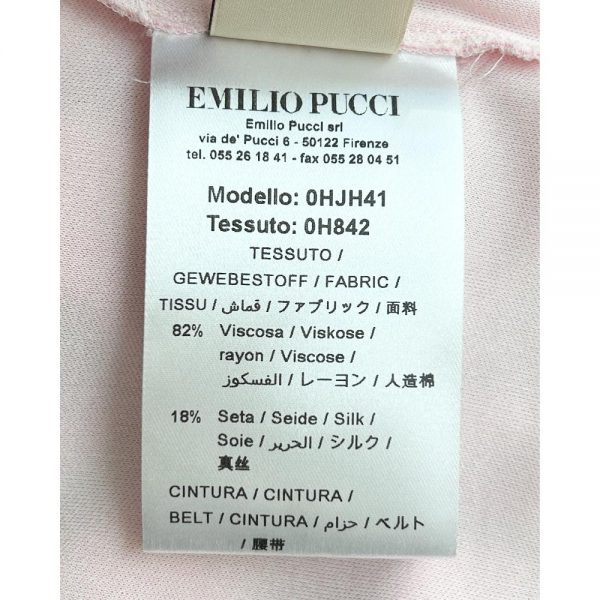 EMILIO PUCCI
Emilio Pucci srl
via de' Pucci 6 - 50122 Firenze
tel. 055 26 18 41 - fax 055 28 04 51
Modello: 0HJH41
Tessuto: 0H842
TESSUTO /
GEWEBESTOFF / FABRIC /
TISSU / قماش / ファブリック / 面料
82% Viscosa / Viskose /
rayon / Viscose /
الفسكوز / レーヨン / 人造棉 /
18% Seta / Seide / Silk /
Soie / الحرير / シルク /
真丝
CINTURA / CINTURA /
BELT / CINTURA / حزام / ベルト
/ 腰带